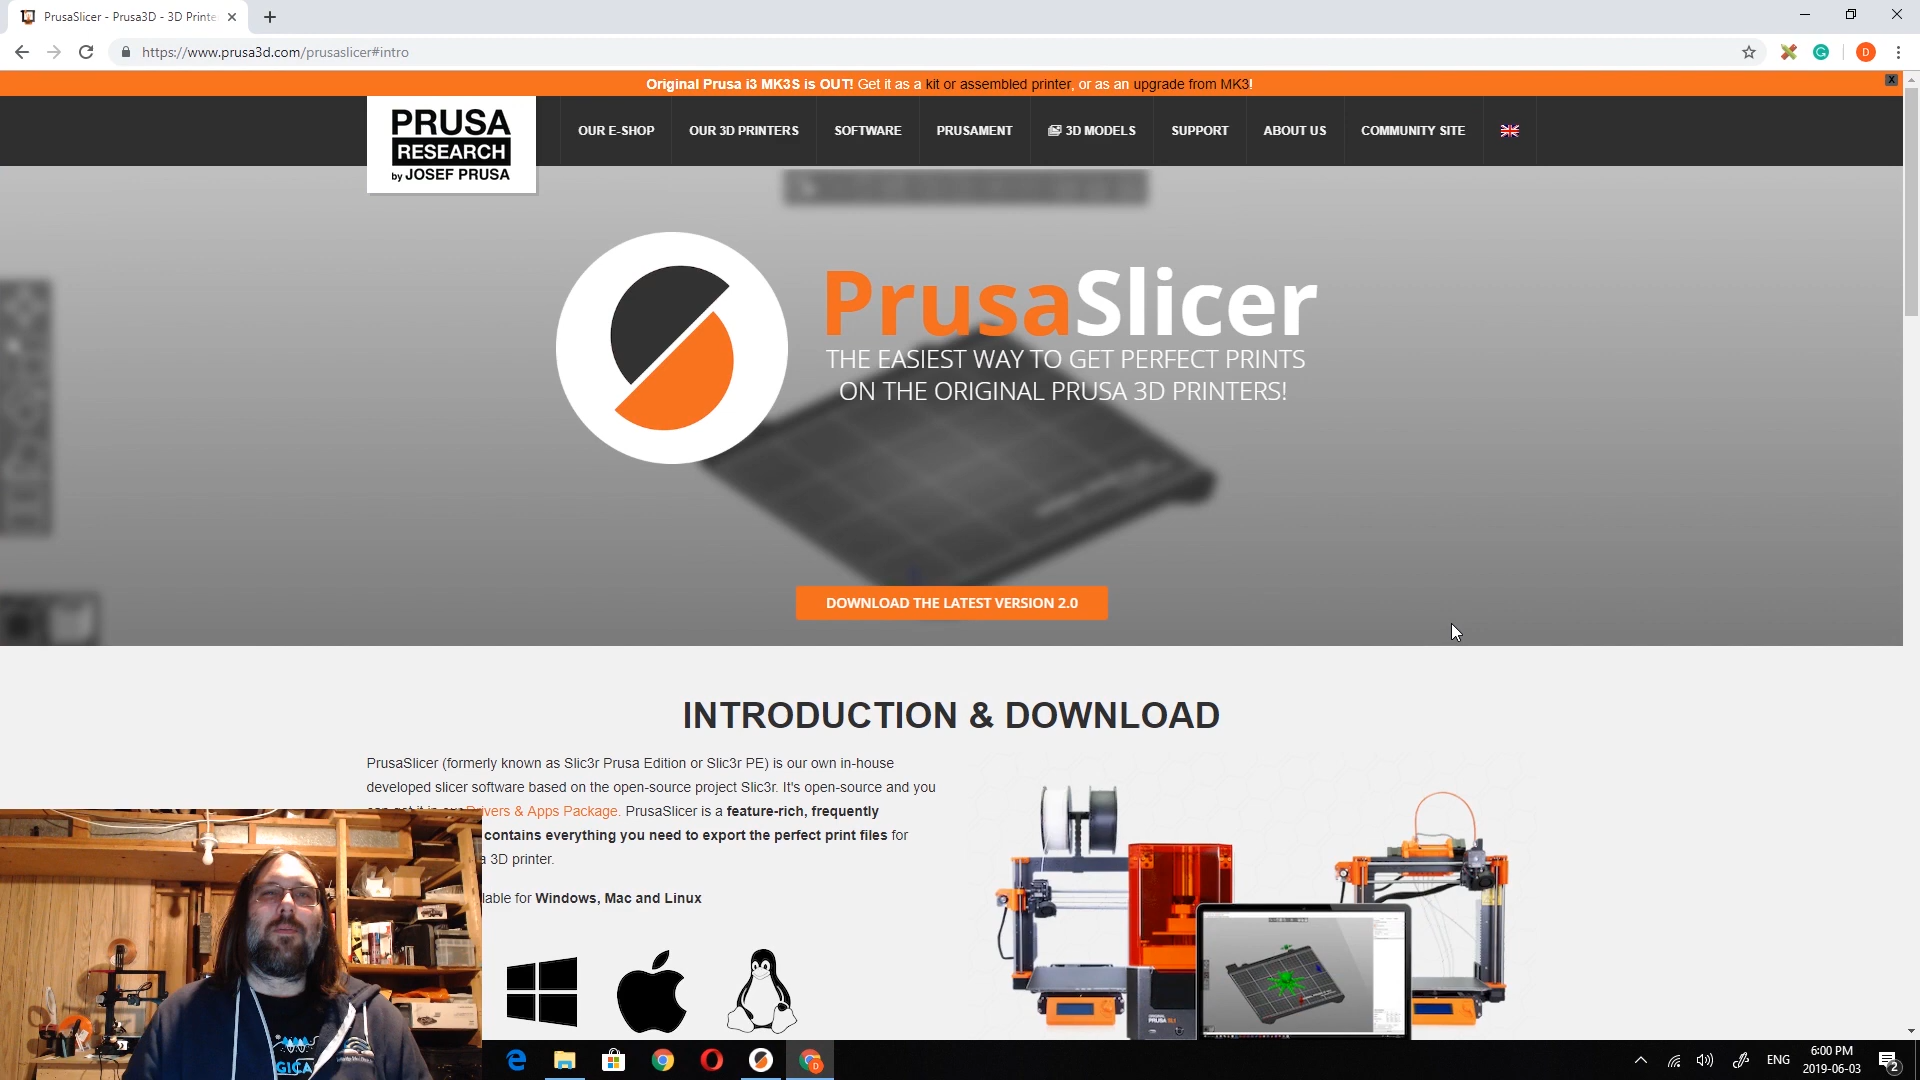 PrusaSlicer - Prusa3D - 3D Printe
https://www.prusa3d.com/prusaslicer#intro
D
Original Prusa i3 MK3S is OUT! Get it as a kit or assembled printer, or as an upgrade from MK3!
X
PRUSA
RESEARCH
by JOSEF PRUSA
OUR E-SHOP
OUR 3D PRINTERS
SOFTWARE
PRUSAMENT
3D MODELS
SUPPORT
ABOUT US
COMMUNITY SITE
PrusaSlicer
THE EASIEST WAY TO GET PERFECT PRINTS
ON THE ORIGINAL PRUSA 3D PRINTERS!
DOWNLOAD THE LATEST VERSION 2.0
INTRODUCTION & DOWNLOAD
PrusaSlicer (formerly known as Slic3r Prusa Edition or Slic3r PE) is our own in-house
developed slicer software based on the open-source project Slic3r. It's open-source and you
can get it in our Drivers & Apps Package. PrusaSlicer is a feature-rich, frequently
contains everything you need to export the perfect print files for
a 3D printer.
lable for Windows, Mac and Linux
GICA
ENG
6:00 PM
2019-06-03
2